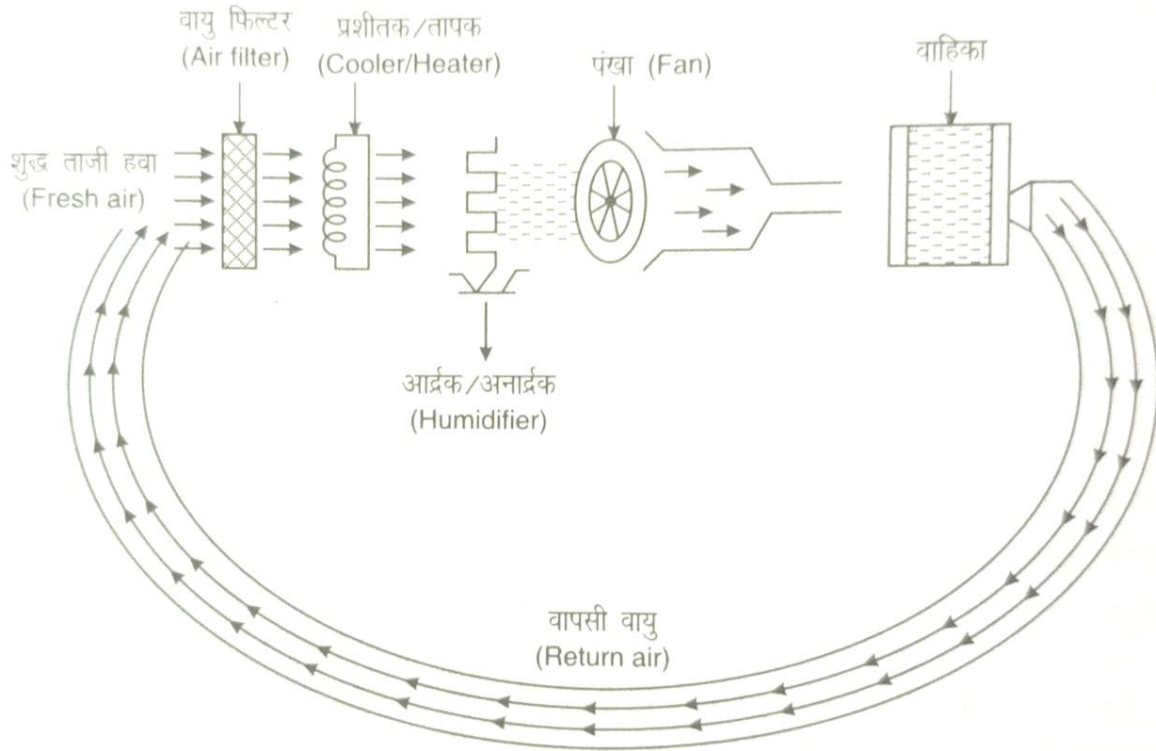 वायु फिल्टर
(Air filter)
प्रशीतक/तापक
(Cooler/Heater)
पंखा (Fan)
वाहिका
शुद्ध ताजी हवा
(Fresh air)
आर्द्रक/अनार्द्रक
(Humidifier)
वापसी वायु
(Return air)